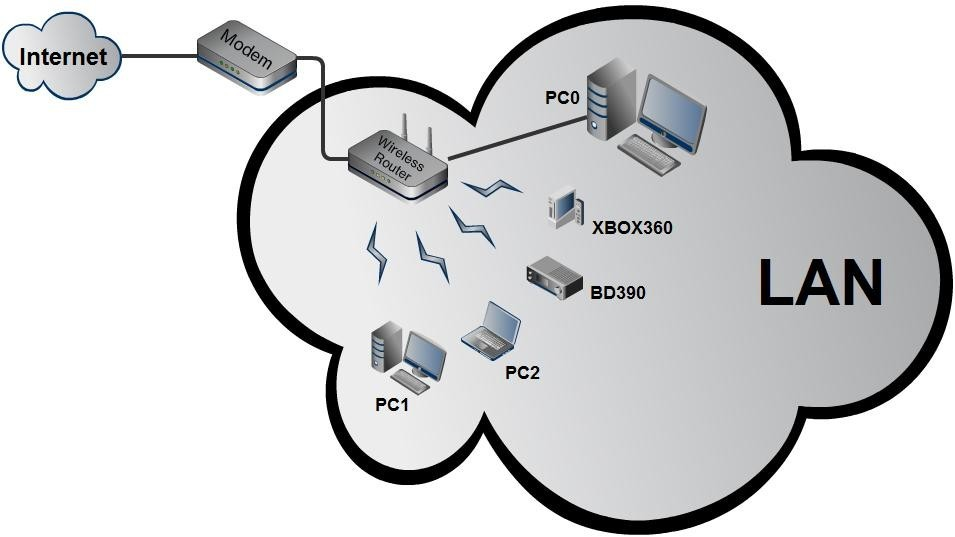 Internet
Modem
Wireless
Router
PC0
XBOX360
BD390
LAN
PC2
PC1